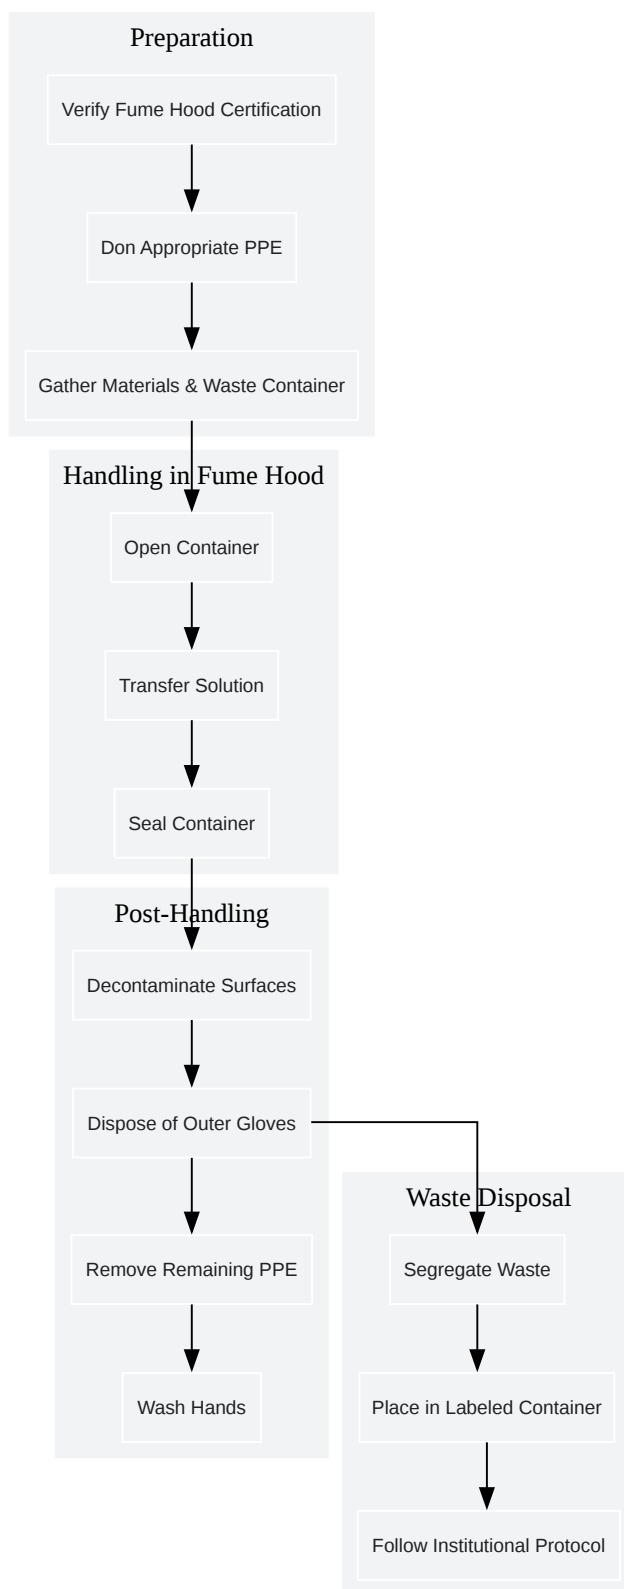 Preparation
Verify Fume Hood Certification
Don Appropriate PPE
Gather Materials & Waste Container
Handling in Fume Hood
Open Container
Transfer Solution
Seal Container
Post-Handling
Decontaminate Surfaces
Dispose of Outer Gloves
Remove Remaining PPE
Wash Hands
Waste Disposal
Segregate Waste
Place in Labeled Container
Follow Institutional Protocol